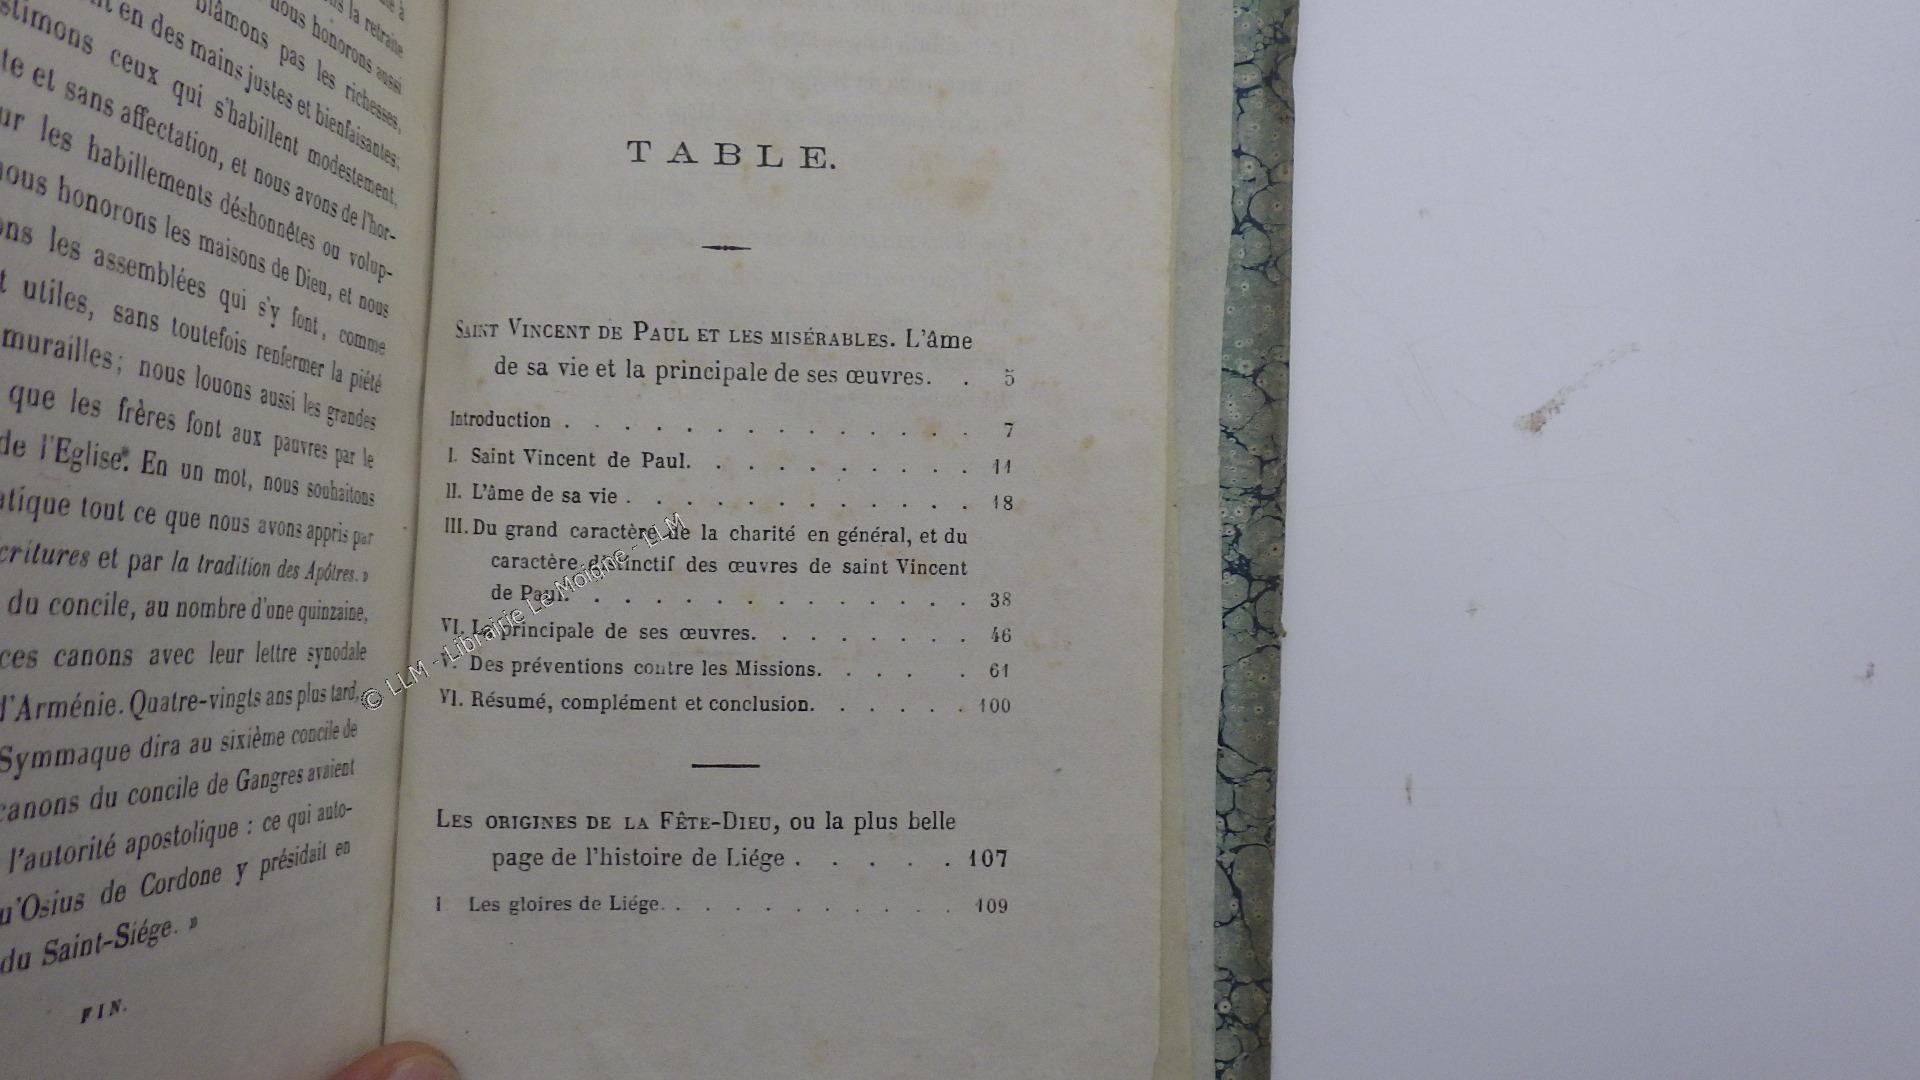 la retraite
nous honorons aussi
blâmons pas les richesses,
en des mains justes et bienfaisantes;
stimons ceux qui s'habillent modestement,
te et sans affectation, et nous avons de l'hor-
ur les habillements déshonnêtes ou volup-
nous honorons les maisons de Dieu, et nous
ons les assemblées qui s'y font, comme
t utiles, sans toutefois renfermer la piété
murailles; nous louons aussi les grandes
que les frères font aux pauvres par le
de l'Eglise. En un mot, nous souhaitons
atique tout ce que nous avons appris par
critures et par la tradition des Apôtres. »
du concile, au nombre d'une quinzaine,
ces canons avec leur lettre synodale
d'Arménie. Quatre-vingts ans plus tard,
Symmaque dira au sixième concile de
canons du concile de Gangres avaient
l'autorité apostolique : ce qui auto-
u'Osius de Cordone y présidait en
du Saint-Siége. »
FIN.
TABLE.
SAINT VINCENT DE PAUL ET LES MISÉRABLES. L'âme
de sa vie et la principale de ses œuvres. . 5
Introduction . . . . . . . . . . . . . . 7
I. Saint Vincent de Paul. . . . . . . . . . 11
II. L'âme de sa vie . . . . . . . . . . . . 18
III. Du grand caractère de la charité en général, et du
caractère distinctif des œuvres de saint Vincent
de Paul. . . . . . . . . . . . . . 38
VI. La principale de ses œuvres. . . . . . . . 46
V. Des préventions contre les Missions. . . . . 61
VI. Résumé, complément et conclusion. . . . . . 100
LES ORIGINES DE LA FÊTE-DIEU, ou la plus belle
page de l'histoire de Liége . . . . . . 107
I Les gloires de Liége. . . . . . . . . . . 109
© LLM - Librairie Le Moigne - LLM